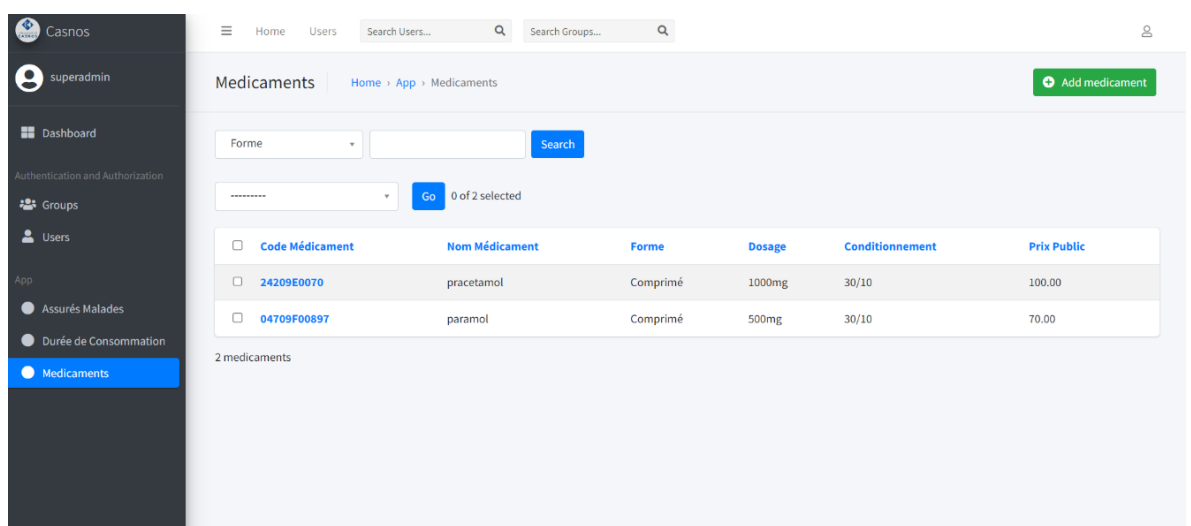 Casnos
Home Users Search Users... Search Groups...
superadmin
Medicaments Home › App › Medicaments Add medicament
Dashboard
Authentication and Authorization
Groups
Users
App
Assurés Malades
Durée de Consommation
Medicaments
Forme Search
--------- Go 0 of 2 selected
Code Médicament Nom Médicament Forme Dosage Conditionnement Prix Public
24209E0070 pracetamol Comprimé 1000mg 30/10 100.00
04709F00897 paramol Comprimé 500mg 30/10 70.00
2 medicaments